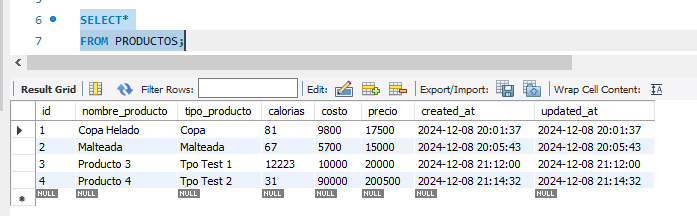 6 SELECT*
7 FROM PRODUCTOS;
Result Grid Filter Rows: Edit: Export/Import: Wrap Cell Content:
id nombre_producto tipo_producto calorias costo precio created_at updated_at
1 Copa Helado Copa 81 9800 17500 2024-12-08 20:01:37 2024-12-08 20:01:37
2 Malteada Malteada 67 5700 15000 2024-12-08 20:05:43 2024-12-08 20:05:43
3 Producto 3 Tpo Test 1 12223 10000 20000 2024-12-08 21:12:00 2024-12-08 21:12:00
4 Producto 4 Tpo Test 2 31 90000 200500 2024-12-08 21:14:32 2024-12-08 21:14:32
NULL NULL NULL NULL NULL NULL NULL NULL